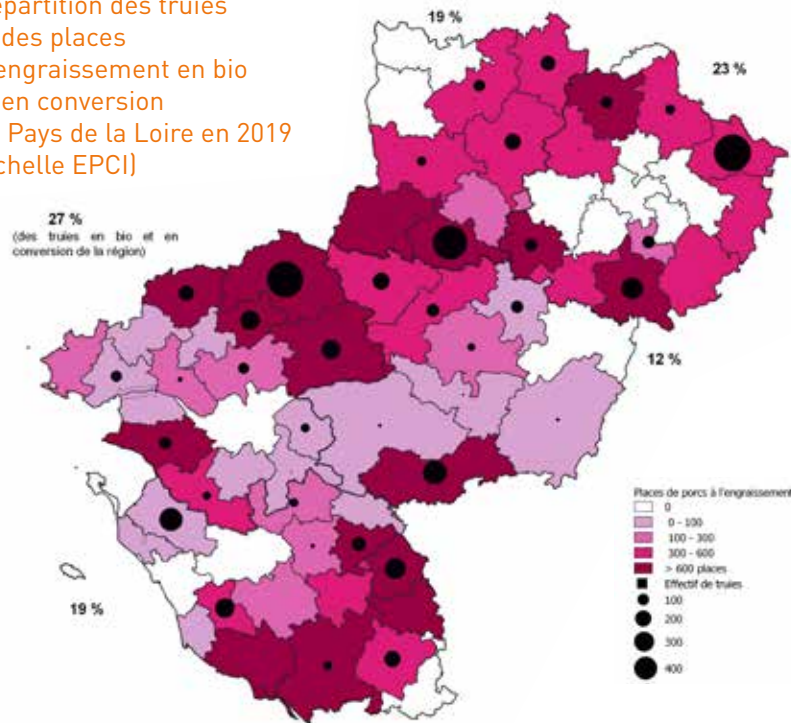 épartition des truies
des places
engraissement en bio
en conversion
Pays de la Loire en 2019
chelle EPCI)
19 %
23 %
27 %
(des truies en bio et en
conversion de la région)
12 %
19 %
Places de porcs à l'engraissement
0
0 - 100
100 - 300
300 - 600
> 600 places
Effectif de truies
100
200
300
400